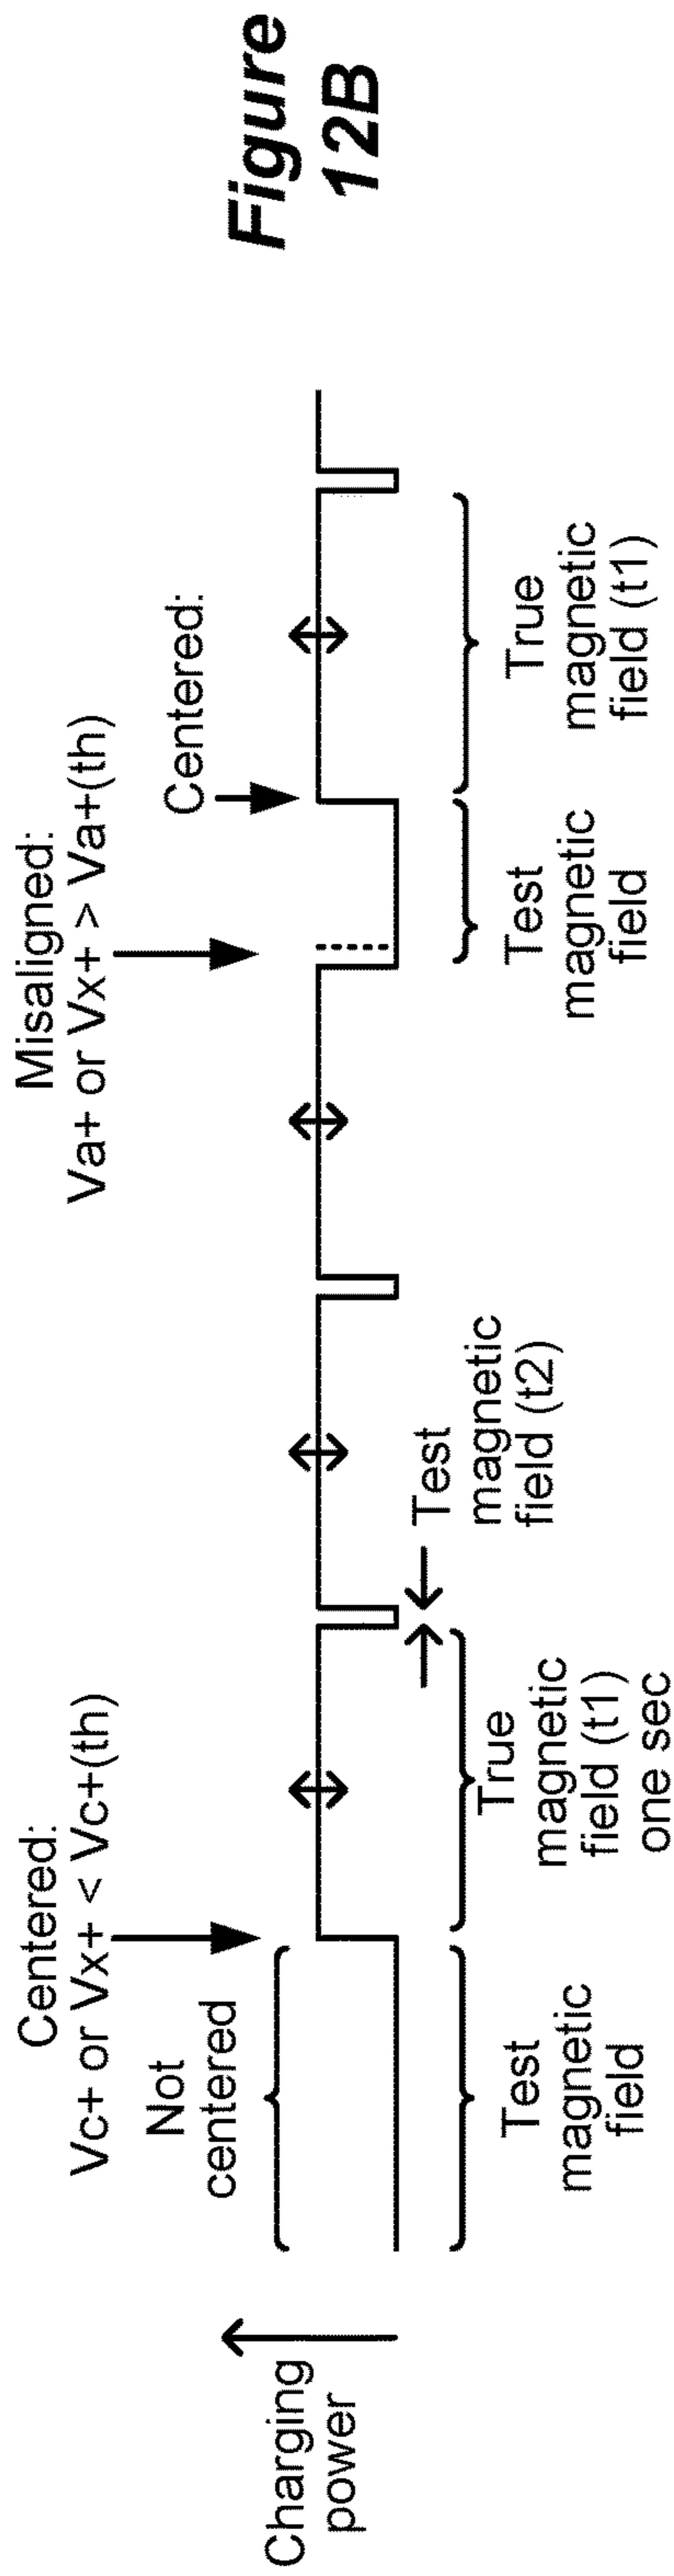 Charging
power
Centered:
Vc+ or Vx+ < Vc+(th)
Not
centered
Test
magnetic
field
True
magnetic
field (t1)
one sec
Test
magnetic
field (t2)
Misaligned:
Va+ or Vx+ > Va+(th)
Centered:
Test
magnetic
field
True
magnetic
field (t1)
Figure
12B